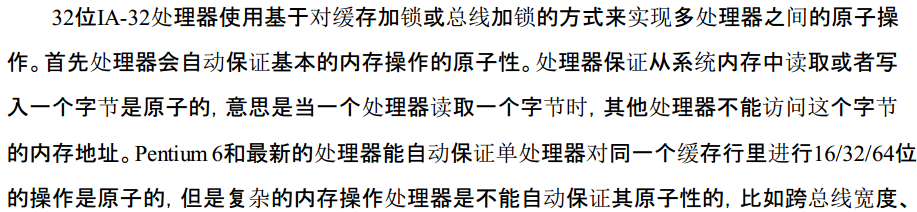 32位IA-32处理器使用基于对缓存加锁或总线加锁的方式来实现多处理器之间的原子操
作。首先处理器会自动保证基本的内存操作的原子性。处理器保证从系统内存中读取或者写
入一个字节是原子的，意思是当一个处理器读取一个字节时，其他处理器不能访问这个字节
的内存地址。Pentium 6和最新的处理器能自动保证单处理器对同一个缓存行里进行16/32/64位
的操作是原子的，但是复杂的内存操作处理器是不能自动保证其原子性的，比如跨总线宽度、